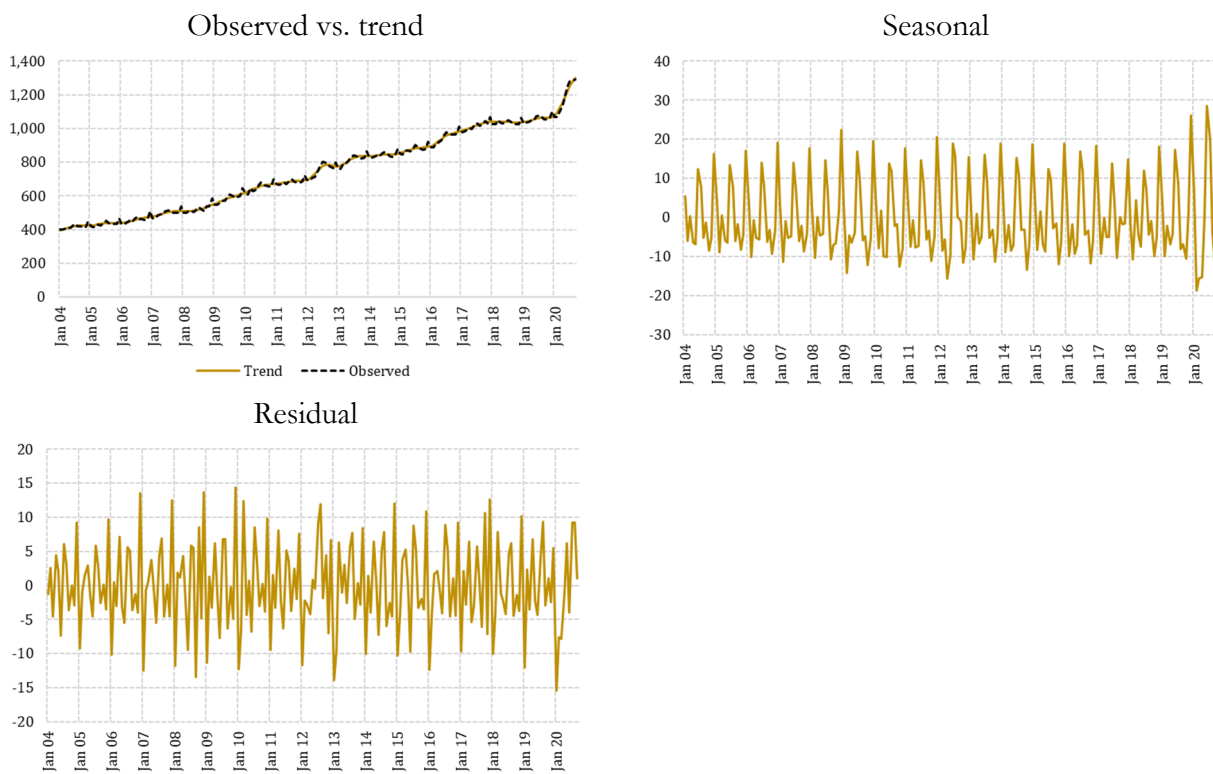 Observed vs. trend
1,400
1,200
1,000
800
600
400
200
0
Jan 04
Jan 05
Jan 06
Jan 07
Jan 08
Jan 09
Jan 10
Jan 11
Jan 12
Jan 13
Jan 14
Jan 15
Jan 16
Jan 17
Jan 18
Jan 19
Jan 20
Trend
Observed
Seasonal
40
30
20
10
0
-10
-20
-30
Jan 04
Jan 05
Jan 06
Jan 07
Jan 08
Jan 09
Jan 10
Jan 11
Jan 12
Jan 13
Jan 14
Jan 15
Jan 16
Jan 17
Jan 18
Jan 19
Jan 20
Residual
20
15
10
5
0
-5
-10
-15
-20
Jan 04
Jan 05
Jan 06
Jan 07
Jan 08
Jan 09
Jan 10
Jan 11
Jan 12
Jan 13
Jan 14
Jan 15
Jan 16
Jan 17
Jan 18
Jan 19
Jan 20